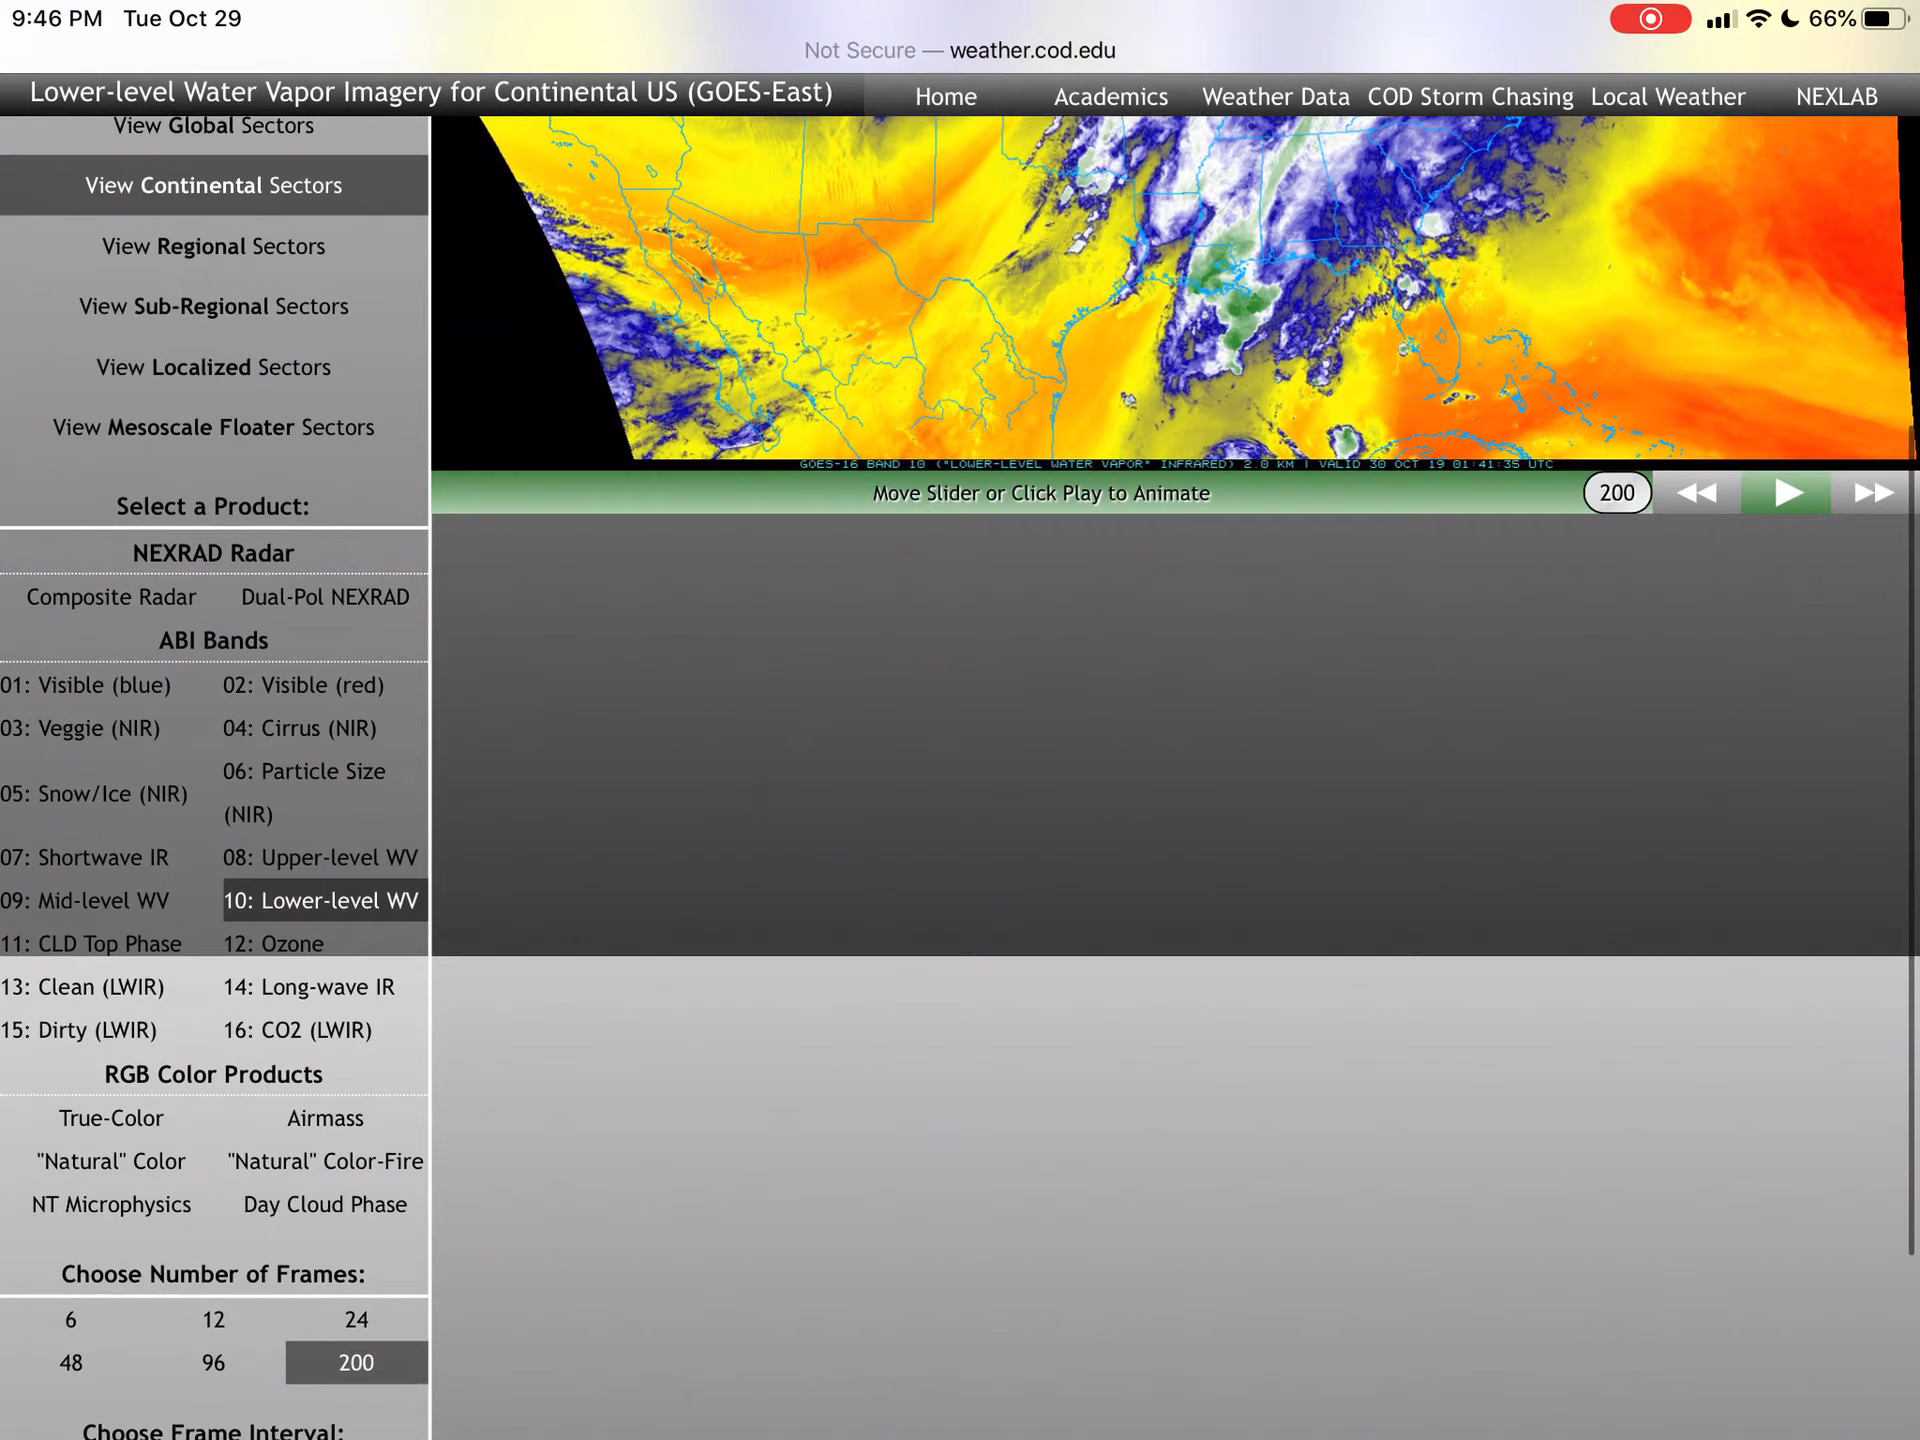 9:46 PM Tue Oct 29
66%
Not Secure — weather.cod.edu
Lower-level Water Vapor Imagery for Continental US (GOES-East)
Home Academics Weather Data COD Storm Chasing Local Weather NEXLAB
View Global Sectors
View Continental Sectors
View Regional Sectors
View Sub-Regional Sectors
View Localized Sectors
View Mesoscale Floater Sectors
GOES-16 BAND 10 ("LOWER-LEVEL WATER VAPOR" INFRARED) 2.0 KM | VALID 30 OCT 19 01:41:35 UTC
Move Slider or Click Play to Animate
200
Select a Product:
NEXRAD Radar
Composite Radar Dual-Pol NEXRAD
ABI Bands
01: Visible (blue) 02: Visible (red)
03: Veggie (NIR) 04: Cirrus (NIR)
05: Snow/Ice (NIR) 06: Particle Size
(NIR)
07: Shortwave IR 08: Upper-level WV
09: Mid-level WV 10: Lower-level WV
11: CLD Top Phase 12: Ozone
13: Clean (LWIR) 14: Long-wave IR
15: Dirty (LWIR) 16: CO2 (LWIR)
RGB Color Products
True-Color Airmass
"Natural" Color "Natural" Color-Fire
NT Microphysics Day Cloud Phase
Choose Number of Frames:
6 12 24
48 96 200
Choose Frame Interval: